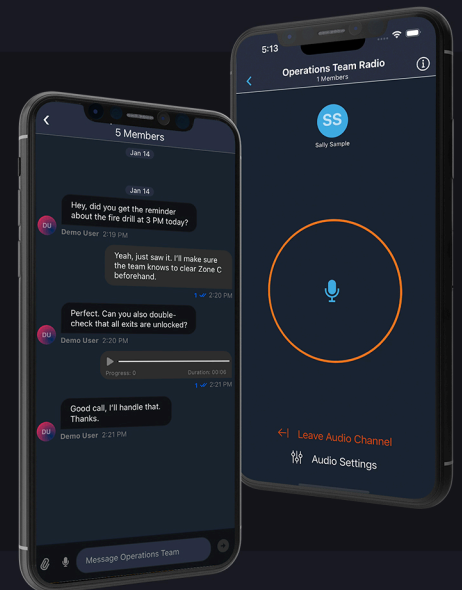 5 Members
Jan 14
Jan 14
Hey, did you get the reminder
about the fire drill at 3 PM today?
DU
Demo User 2:19 PM
Yeah, just saw it. I'll make sure
the team knows to clear Zone C
beforehand.
1 2:20 PM
Perfect. Can you also double-
check that all exits are unlocked?
DU
Demo User 2:20 PM
Progress: 0 Duration: 00:06
1 2:21 PM
Good call, I'll handle that.
Thanks.
DU
Demo User 2:21 PM
Message Operations Team
5:13
Operations Team Radio
1 Members
SS
Sally Sample
Leave Audio Channel
Audio Settings